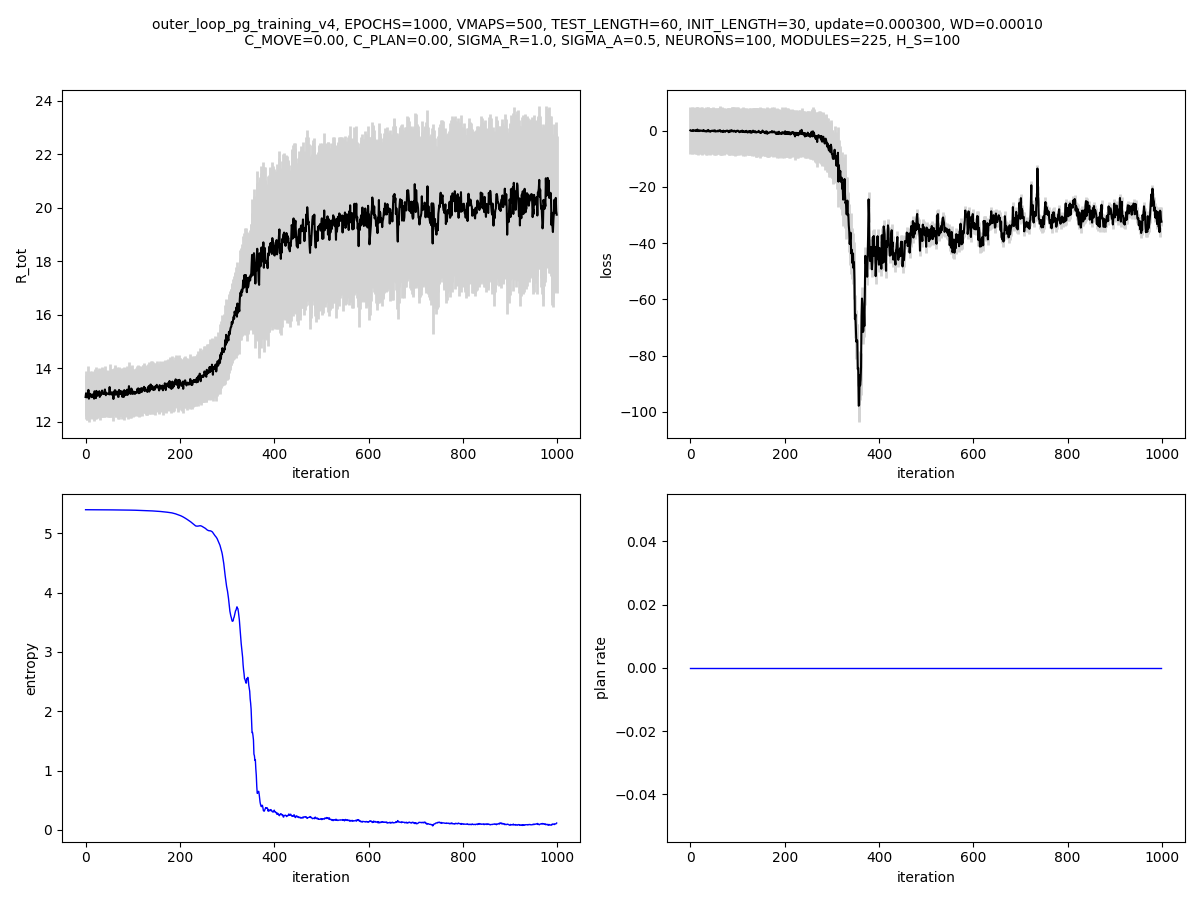 outer_loop_pg_training_v4, EPOCHS=1000, VMAPS=500, TEST_LENGTH=60, INIT_LENGTH=30, update=0.000300, WD=0.00010
C_MOVE=0.00, C_PLAN=0.00, SIGMA_R=1.0, SIGMA_A=0.5, NEURONS=100, MODULES=225, H_S=100
24
22
20
18
16
14
12
R_tot
0 200 400 600 800 1000
iteration
0
−20
−40
−60
−80
−100
loss
0 200 400 600 800 1000
iteration
5
4
3
2
1
0
entropy
0 200 400 600 800 1000
iteration
0.04
0.02
0.00
−0.02
−0.04
plan rate
0 200 400 600 800 1000
iteration